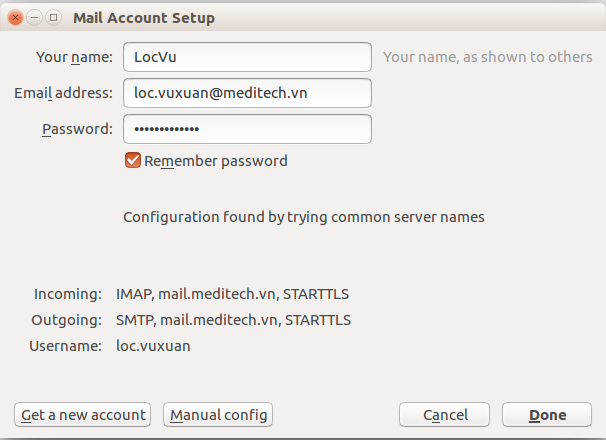 Mail Account Setup
Your name: LocVu Your name, as shown to others
Email address: loc.vuxuan@meditech.vn
Password: •••••••••••••
Remember password
Configuration found by trying common server names
Incoming: IMAP, mail.meditech.vn, STARTTLS
Outgoing: SMTP, mail.meditech.vn, STARTTLS
Username: loc.vuxuan
Get a new account Manual config Cancel Done